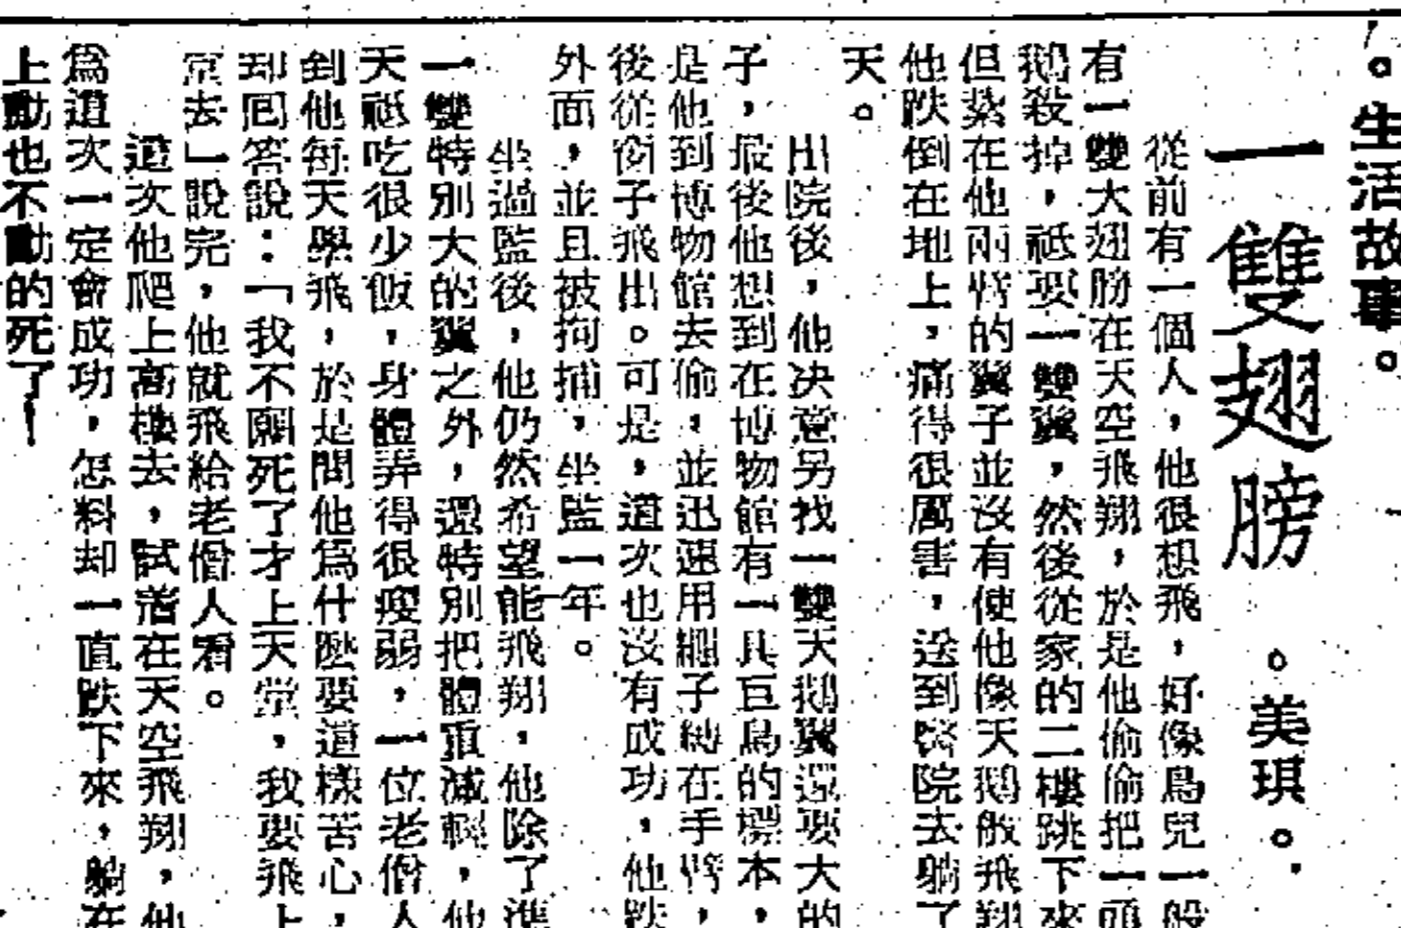 。生活故事。
一雙翅膀
。美琪。
從前有一個人，他很想飛，好像鳥兒一般
有一雙大翅膀在天空飛翔，於是他偷偷把一頭
鵝殺掉，祗要一雙翼，然後從家的二樓跳下來
但紮在他兩臂的翼子並沒有使他像天鵝般飛翔
他跌倒在地上，痛得很厲害，送到醫院去躺了
天。
出院後，他决意另找一雙天鵝翼還要大的
子，最後他想到在博物館有一具巨鳥的標本，
是他到博物館去偷，並迅速用繩子縛在手臂，
後從窗子飛出。可是，這次也沒有成功，他跌
外面，並且被拘捕，坐監一年。
坐過監後，他仍然希望能飛翔，他除了準
一雙特別大的翼之外，還特別把體重減輕，他
天祗吃很少飯，身體弄得很瘦弱，一位老僧人
到他每天學飛，於是問他爲什麽要這樣苦心，
却回答說：「我不願死了才上天堂，我要飛上
堂去」說完，他就飛給老僧人看。
這次他爬上高樓去，試着在天空飛翔，他
爲這次一定會成功，怎料却一直跌下來，躺在
上動也不動的死了！